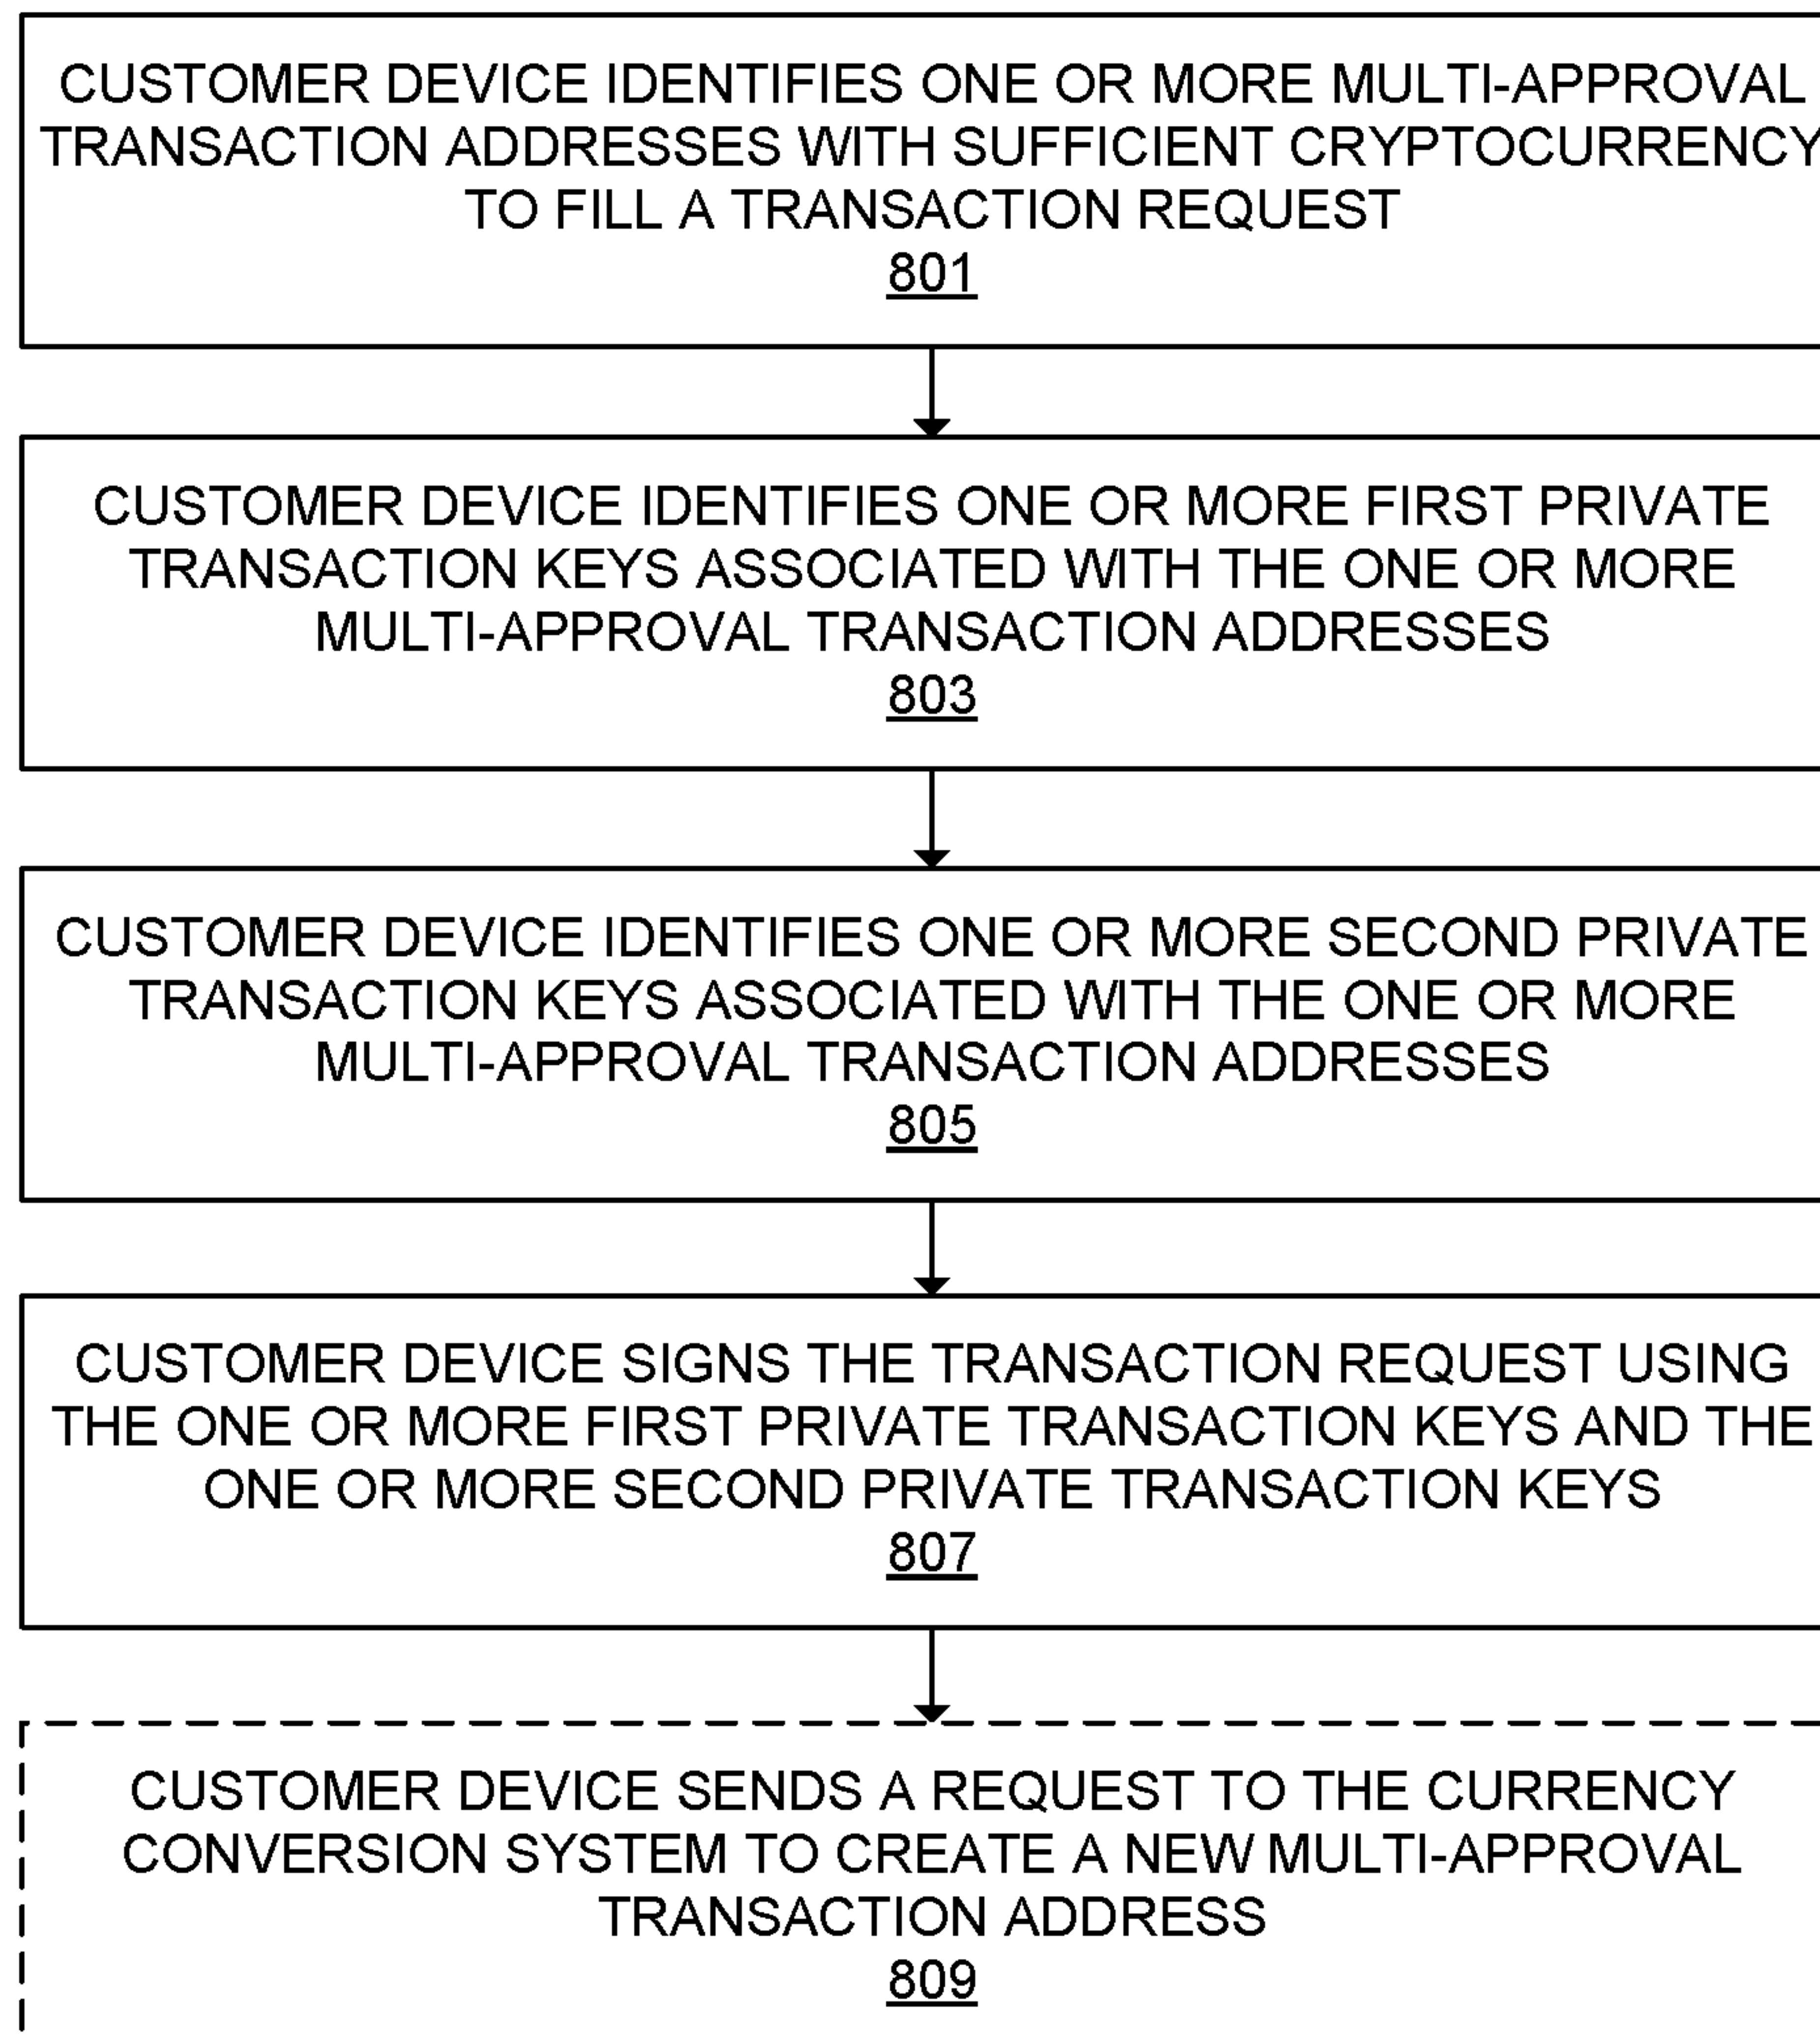 CUSTOMER DEVICE IDENTIFIES ONE OR MORE MULTI-APPROVAL
TRANSACTION ADDRESSES WITH SUFFICIENT CRYPTOCURRENCY
TO FILL A TRANSACTION REQUEST
801
CUSTOMER DEVICE IDENTIFIES ONE OR MORE FIRST PRIVATE
TRANSACTION KEYS ASSOCIATED WITH THE ONE OR MORE
MULTI-APPROVAL TRANSACTION ADDRESSES
803
CUSTOMER DEVICE IDENTIFIES ONE OR MORE SECOND PRIVATE
TRANSACTION KEYS ASSOCIATED WITH THE ONE OR MORE
MULTI-APPROVAL TRANSACTION ADDRESSES
805
CUSTOMER DEVICE SIGNS THE TRANSACTION REQUEST USING
THE ONE OR MORE FIRST PRIVATE TRANSACTION KEYS AND THE
ONE OR MORE SECOND PRIVATE TRANSACTION KEYS
807
CUSTOMER DEVICE SENDS A REQUEST TO THE CURRENCY
CONVERSION SYSTEM TO CREATE A NEW MULTI-APPROVAL
TRANSACTION ADDRESS
809